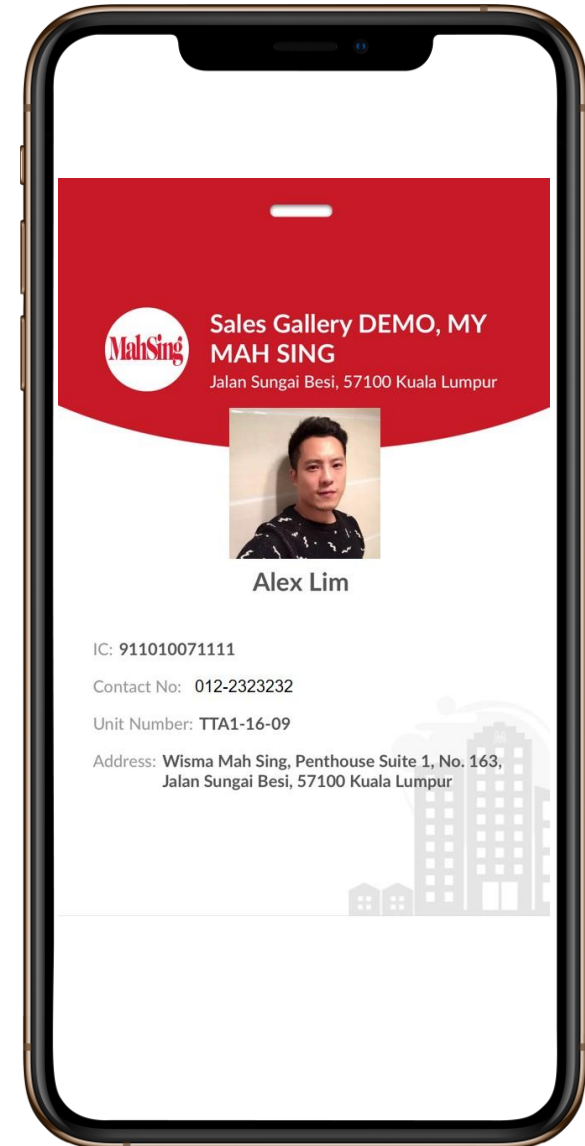 MahSing
Sales Gallery DEMO, MY
MAH SING
Jalan Sungai Besi, 57100 Kuala Lumpur
Alex Lim
IC: 911010071111
Contact No: 012-2323232
Unit Number: TTA1-16-09
Address: Wisma Mah Sing, Penthouse Suite 1, No. 163,
Jalan Sungai Besi, 57100 Kuala Lumpur